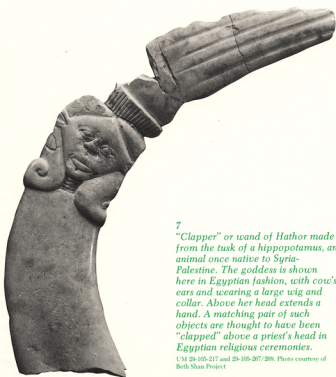 7
"Clapper" or wand of Hathor made
from the tusk of a hippopotamus, an
animal once native to Syria-
Palestine. The goddess is shown
here in Egyptian fashion, with cow's
ears and wearing a large wig and
collar. Above her head extends a
hand. A matching pair of such
objects are thought to have been
"clapped" above a priest's head in
Egyptian religious ceremonies.
UM 29-105-217 and 29-105-267/269. Photo courtesy of
Beth Shan Project